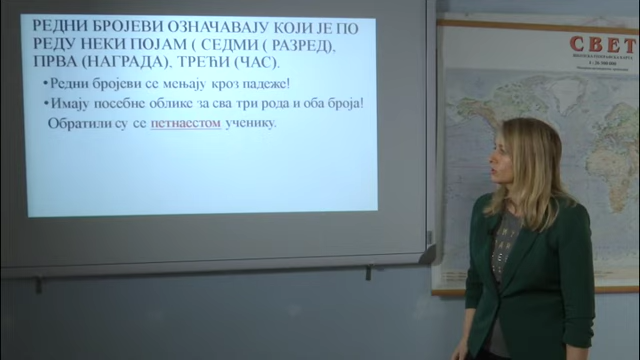 РЕДНИ БРОЈЕВИ ОЗНАЧАВАЈУ КОЈИ ЈЕ ПО
РЕДУ НЕКИ ПОЈАМ ( СЕДМИ ( РАЗРЕД),
ПРВА (НАГРАДА), ТРЕЋИ (ЧАС).
•Редни бројеви се мењају кроз падеже!
•Имају посебне облике за сва три рода и оба броја!
Обратили су се петнаестом ученику.
СВЕТ